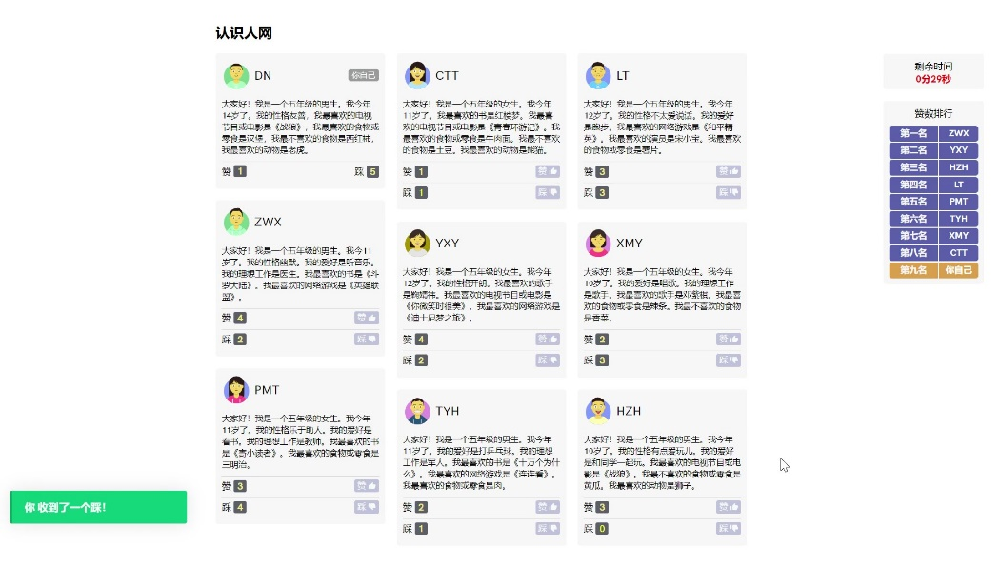 认识人网
DN
你自己
大家好！我是一个五年级的男生。我今年
14岁了。我的性格友善，我最喜欢的电视
节目或电影是《战狼》，我最喜欢的食物或
零食是汉堡，我最不喜欢的食物是西红柿，
我最喜欢的动物是老虎。
赞 1
踩 5
ZWX
大家好！我是一个五年级的男生。我今11
岁了。我的性格幽默。我的爱好是听音乐。
我的理想工作是医生。我最喜欢的书是《斗
罗大陆》。我最喜欢的网络游戏是《英雄联
盟》。
赞 4
赞
踩 2
踩
PMT
大家好！我是一个五年级的女生。我今年
11岁了。我的性格乐于助人。我的爱好是
看书。我的理想工作是教师。我最喜欢的书
是《寄小读者》。我最喜欢的食物或零食是
三明治。
赞 3
赞
踩 4
踩
CTT
大家好！我是一个五年级的女生。我今年
11岁了。我最喜欢的书是红楼梦。我最喜
欢的电视节目或电影是《青春环游记》。我
最喜欢的食物或零食是牛肉面。我最不喜欢
的食物是土豆。我最喜欢的动物是熊猫。
赞 1
赞
踩 1
踩
YXY
大家好！我是一个五年级的女生。我今年
12岁了。我的性格开朗。我最喜欢的歌手
是鞠婧祎。我最喜欢的电视节目或电影是
《你微笑时很美》。我最喜欢的网络游戏是
《迪士尼梦之旅》。
赞 4
赞
踩 2
踩
TYH
大家好！我是一个五年级的男生。我今年
11岁了。我的爱好是打乒乓球。我的理想
工作是军人。我最喜欢的书是《十万个为什
么》。我最喜欢的网络游戏是《连连看》。
我最喜欢的食物或零食是肉。
赞 2
赞
踩 1
踩
LT
大家好！我是一个五年级的男生。我今年
12岁了。我的性格不太爱说话。我的爱好
是跑步。我最喜欢的网络游戏是《和平精
英》。我最喜欢的演员是宋小宝。我最喜欢
的食物或零食是薯片。
赞 3
赞
踩 3
踩
XMY
大家好！我是一个五年级的女生。我今年
10岁了。我的爱好是唱歌。我的理想工作
是歌手。我最喜欢的歌手是邓紫棋。我最喜
欢的食物或零食是辣条。我最不喜欢的食物
是香菜。
赞 2
赞
踩 3
踩
HZH
大家好！我是一个五年级的男生。我今年
10岁了。我的性格有点爱玩儿。我的爱好
是和同学一起玩。我最喜欢的电视节目或电
影是《战狼》。我最不喜欢的食物或零食是
黄瓜。我最喜欢的动物是狮子。
赞 3
赞
踩 0
踩
剩余时间
0分29秒
赞数排行
第一名 ZWX
第二名 YXY
第三名 HZH
第四名 LT
第五名 PMT
第六名 TYH
第七名 XMY
第八名 CTT
第九名 你自己
你 收到了一个踩！